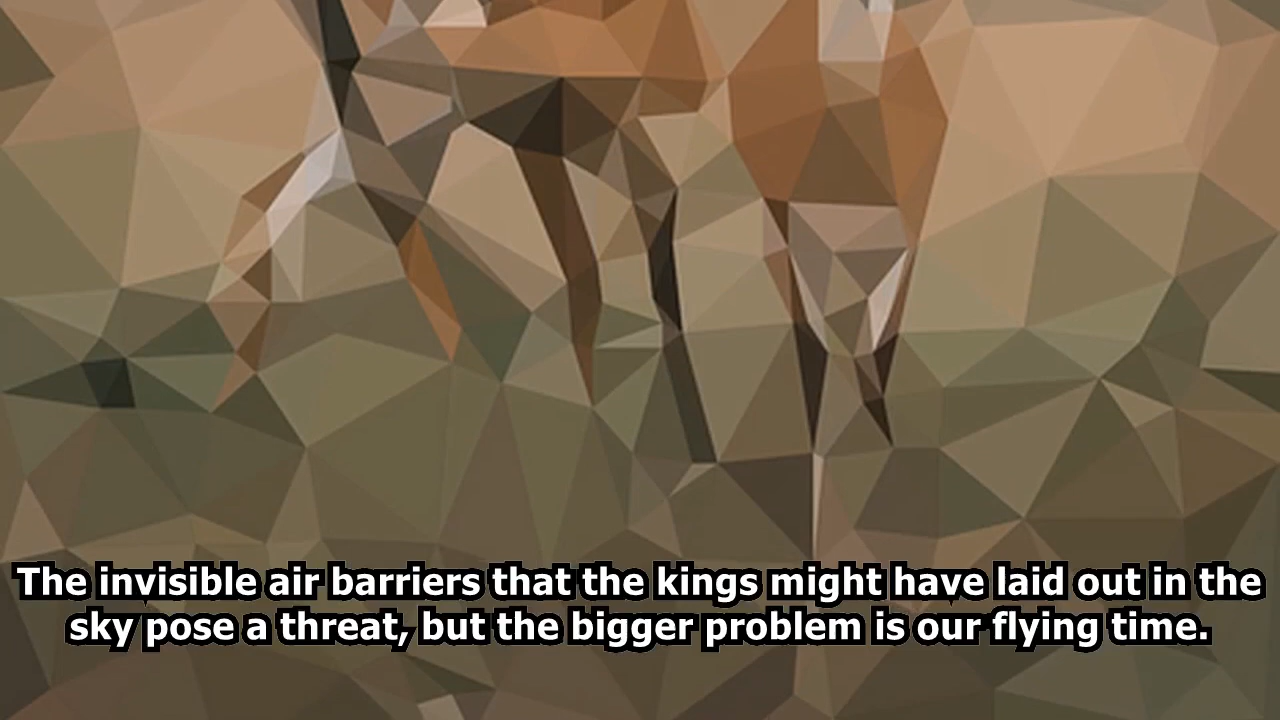 The invisible air barriers that the kings might have laid out in the
sky pose a threat, but the bigger problem is our flying time.